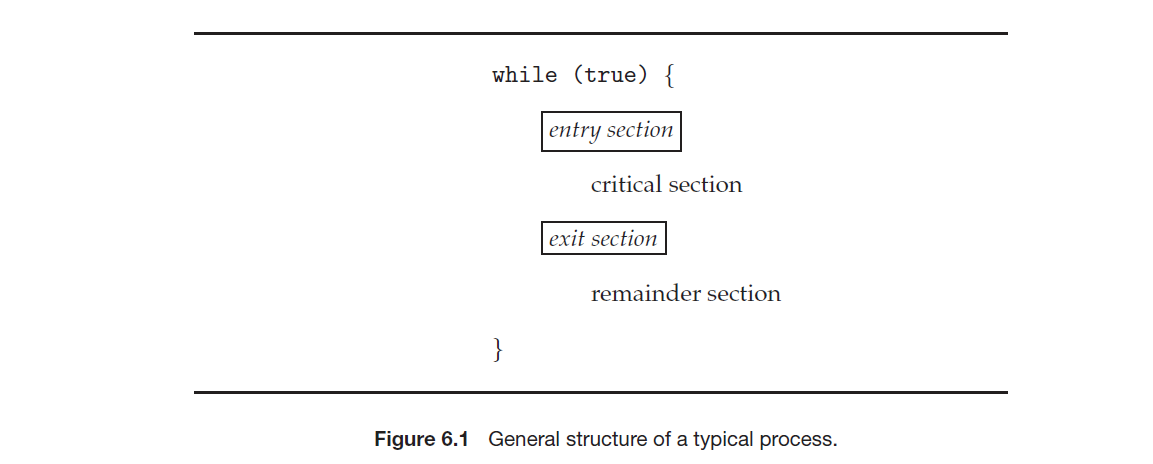 while (true) {
entry section
critical section
exit section
remainder section
}
Figure 6.1 General structure of a typical process.